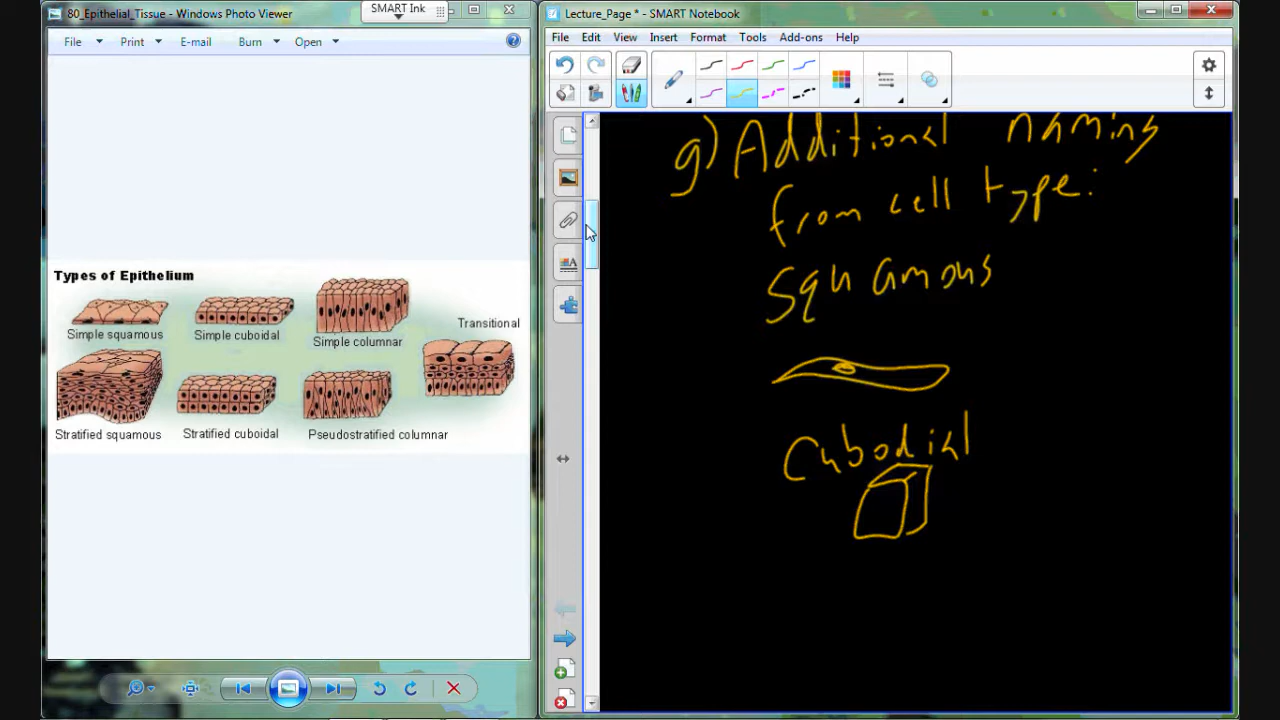 80_Epithelial_Tissue - Windows Photo Viewer
SMART Ink
File Print E-mail Burn Open
Types of Epithelium
Simple squamous
Simple cuboidal
Simple columnar
Transitional
Stratified squamous
Stratified cuboidal
Pseudostratified columnar
Lecture_Page * - SMART Notebook
File Edit View Insert Format Tools Add-ons Help
g) Additional naming
from cell type:
squamous
Cubodial